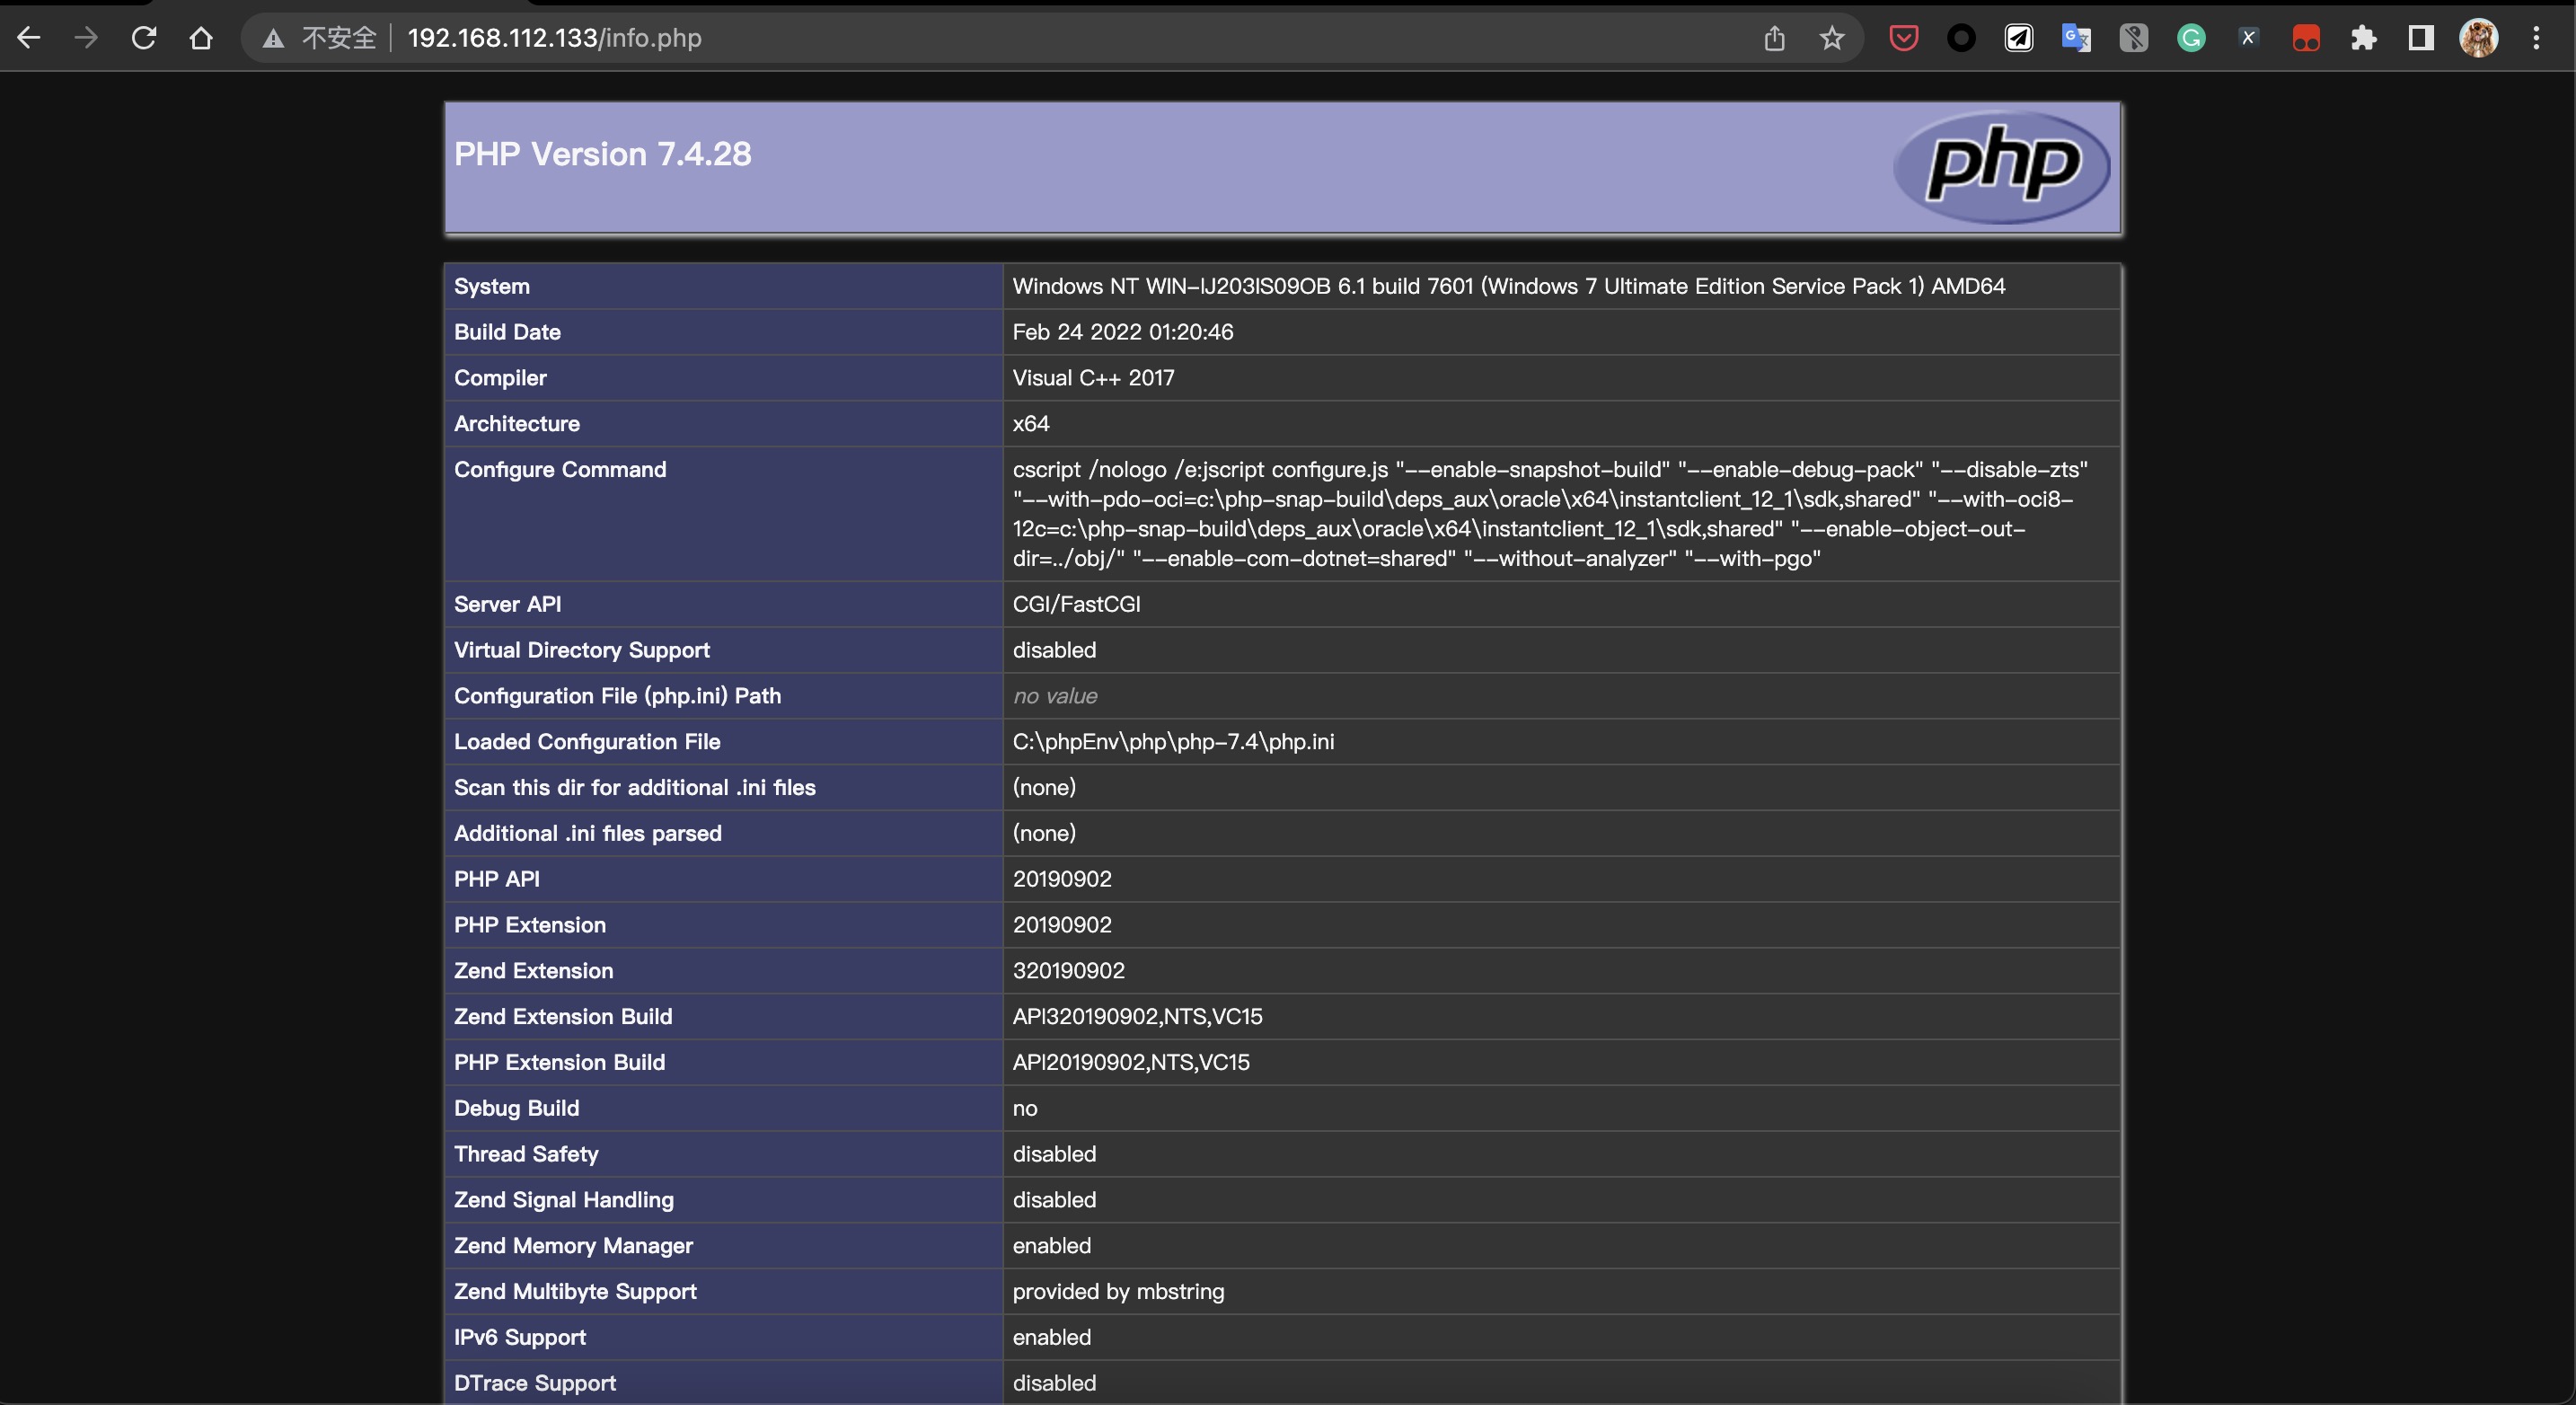 不安全 192.168.112.133/info.php
PHP Version 7.4.28
php
System Windows NT WIN-IJ203IS09OB 6.1 build 7601 (Windows 7 Ultimate Edition Service Pack 1) AMD64
Build Date Feb 24 2022 01:20:46
Compiler Visual C++ 2017
Architecture x64
Configure Command cscript /nologo /e:jscript configure.js "--enable-snapshot-build" "--enable-debug-pack" "--disable-zts"
"--with-pdo-oci=c:\php-snap-build\deps_aux\oracle\x64\instantclient_12_1\sdk,shared" "--with-oci8-
12c=c:\php-snap-build\deps_aux\oracle\x64\instantclient_12_1\sdk,shared" "--enable-object-out-
dir=../obj/" "--enable-com-dotnet=shared" "--without-analyzer" "--with-pgo"
Server API CGI/FastCGI
Virtual Directory Support disabled
Configuration File (php.ini) Path no value
Loaded Configuration File C:\phpEnv\php\php-7.4\php.ini
Scan this dir for additional .ini files (none)
Additional .ini files parsed (none)
PHP API 20190902
PHP Extension 20190902
Zend Extension 320190902
Zend Extension Build API320190902,NTS,VC15
PHP Extension Build API20190902,NTS,VC15
Debug Build no
Thread Safety disabled
Zend Signal Handling disabled
Zend Memory Manager enabled
Zend Multibyte Support provided by mbstring
IPv6 Support enabled
DTrace Support disabled